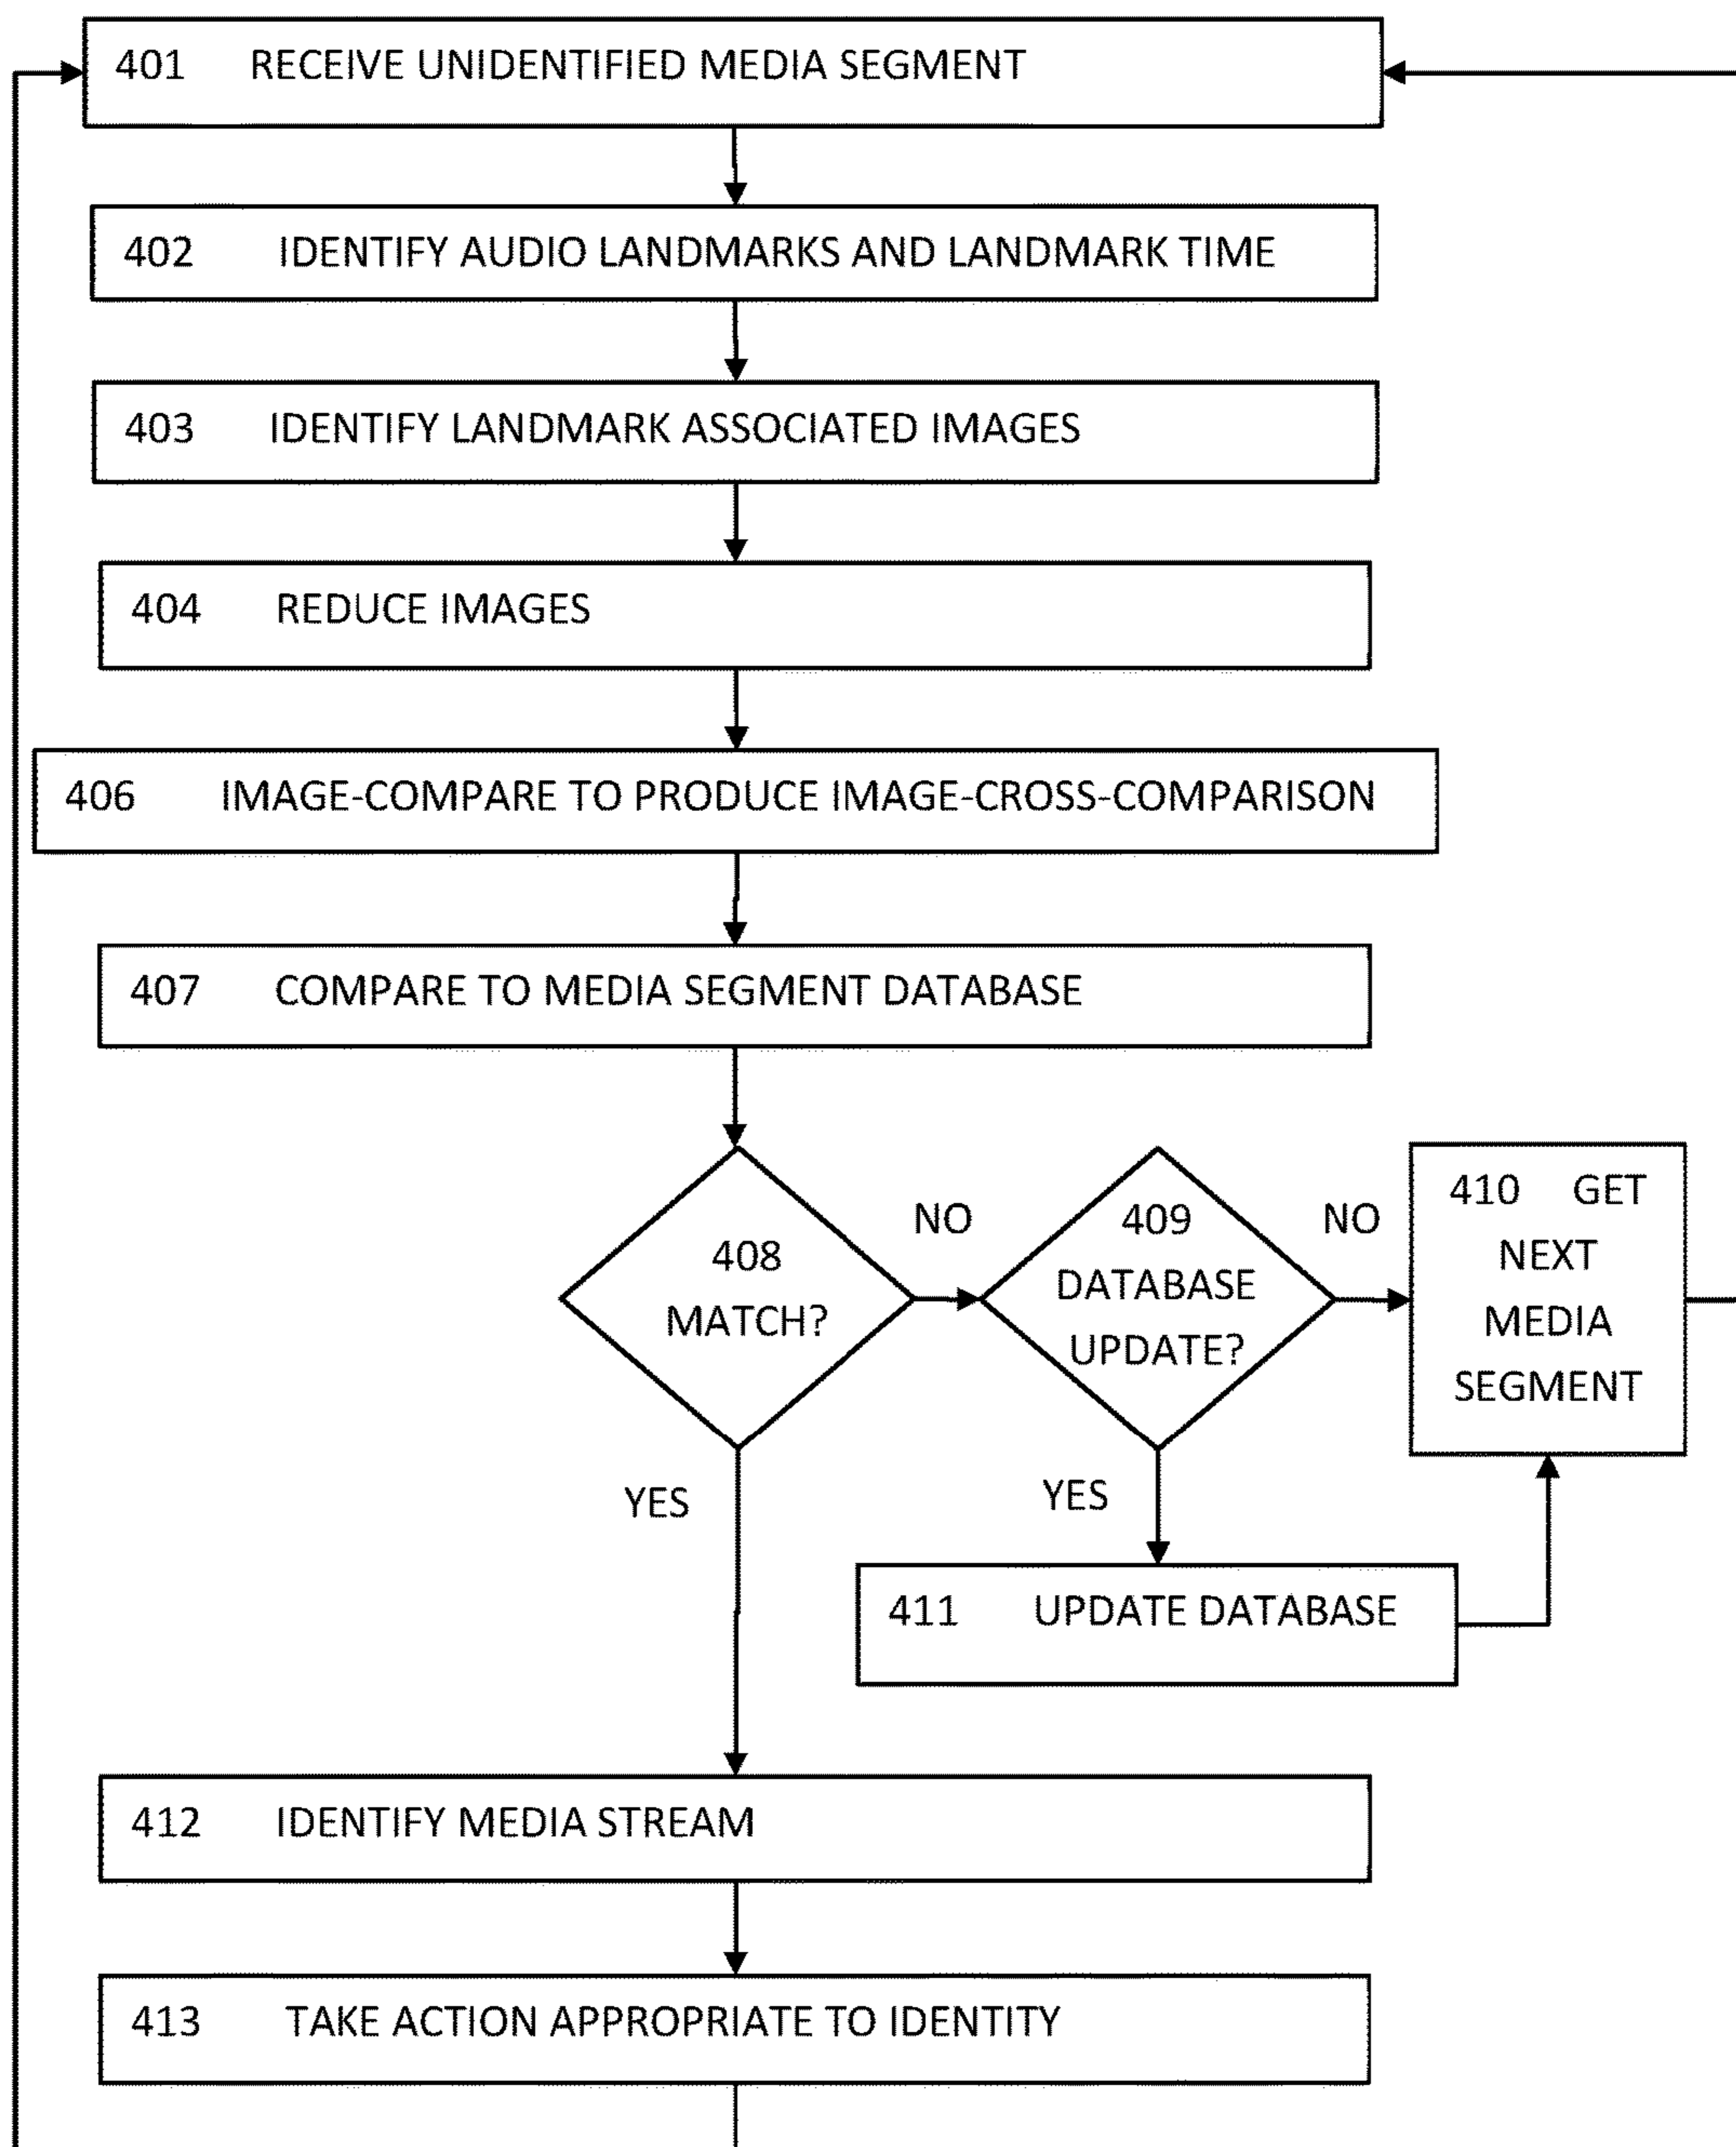 401 RECEIVE UNIDENTIFIED MEDIA SEGMENT
402 IDENTIFY AUDIO LANDMARKS AND LANDMARK TIME
403 IDENTIFY LANDMARK ASSOCIATED IMAGES
404 REDUCE IMAGES
406 IMAGE-COMPARE TO PRODUCE IMAGE-CROSS-COMPARISON
407 COMPARE TO MEDIA SEGMENT DATABASE
408
MATCH?
NO
409
DATABASE
UPDATE?
NO
410 GET
NEXT
MEDIA
SEGMENT
YES
YES
411 UPDATE DATABASE
412 IDENTIFY MEDIA STREAM
413 TAKE ACTION APPROPRIATE TO IDENTITY